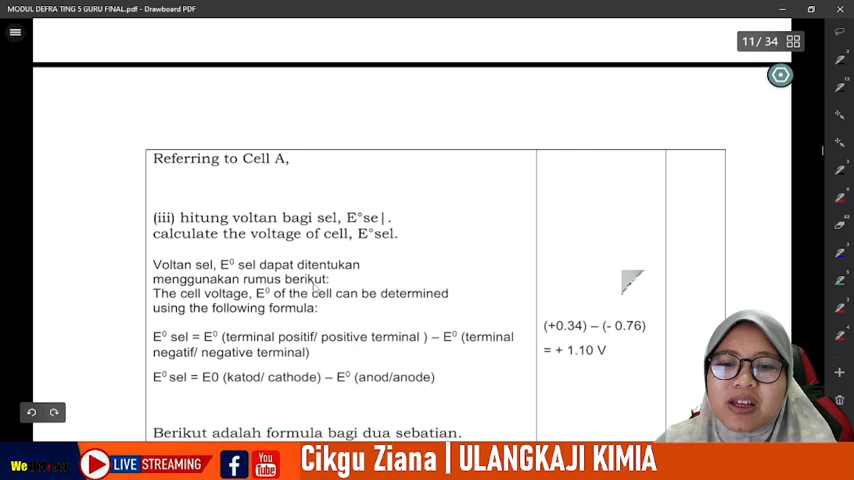 MODUL DEFRA TING 5 GURU FINAL.pdf - Drawboard PDF
11/ 34
Referring to Cell A,
(iii) hitung voltan bagi sel, E°se|.
calculate the voltage of cell, E°sel.
Voltan sel, E⁰ sel dapat ditentukan
menggunakan rumus berikut:
The cell voltage, E⁰ of the cell can be determined
using the following formula:
E⁰ sel = E⁰ (terminal positif/ positive terminal ) – E⁰ (terminal
negatif/ negative terminal)
E⁰ sel = E0 (katod/ cathode) – E⁰ (anod/anode)
(+0.34) – (- 0.76)
= + 1.10 V
Berikut adalah formula bagi dua sebatian.
LIVE STREAMING
You
Tube
Cikgu Ziana | ULANGKAJI KIMIA